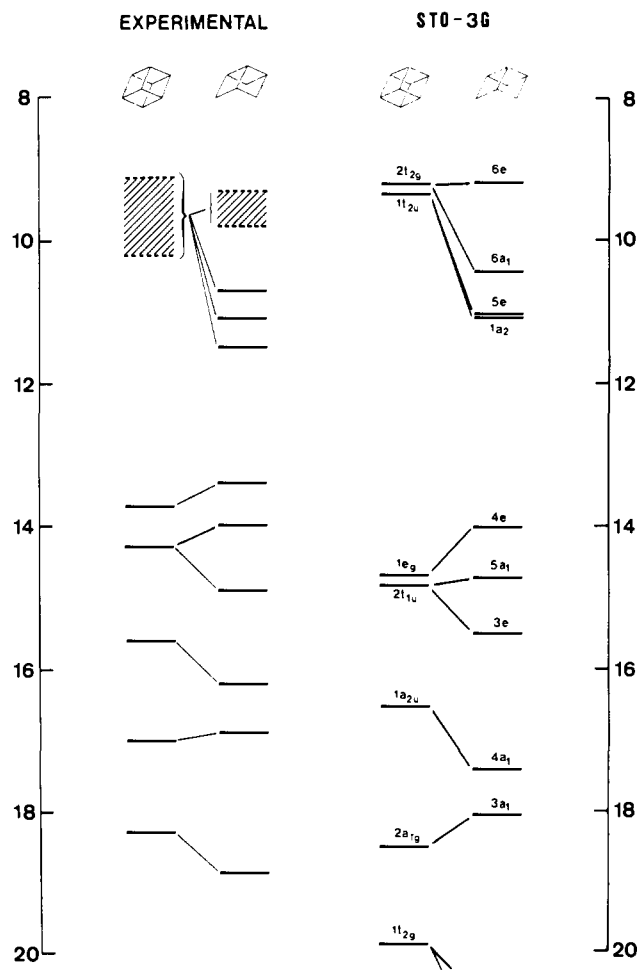 EXPERIMENTAL STO-3G
8 8
2t2g 6e
1t2u
10 10
6a1
5e
1a2
12 12
14 4e 14
1eg 5a1
2t1u
3e
16 16
1a2u
4a1
18 3a1 18
2a1g
1t2g
20 20